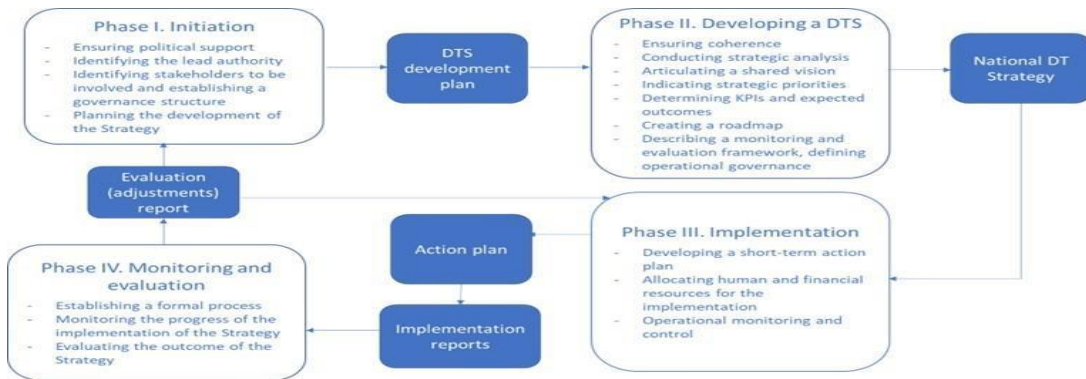 Phase I. Initiation
- Ensuring political support
- Identifying the lead authority
- Identifying stakeholders to be
involved and establishing a
governance structure
- Planning the development of
the Strategy
DTS
development
plan
Phase II. Developing a DTS
- Ensuring coherence
- Conducting strategic analysis
- Articulating a shared vision
- Indicating strategic priorities
- Determining KPIs and expected
outcomes
- Creating a roadmap
- Describing a monitoring and
evaluation framework, defining
operational governance
National DT
Strategy
Evaluation
(adjustments)
report
Action plan
Phase III. Implementation
- Developing a short-term action
plan
- Allocating human and financial
resources for the
implementation
- Operational monitoring and
control
Phase IV. Monitoring and
evaluation
- Establishing a formal process
- Monitoring the progress of the
implementation of the Strategy
- Evaluating the outcome of the
Strategy
Implementation
reports